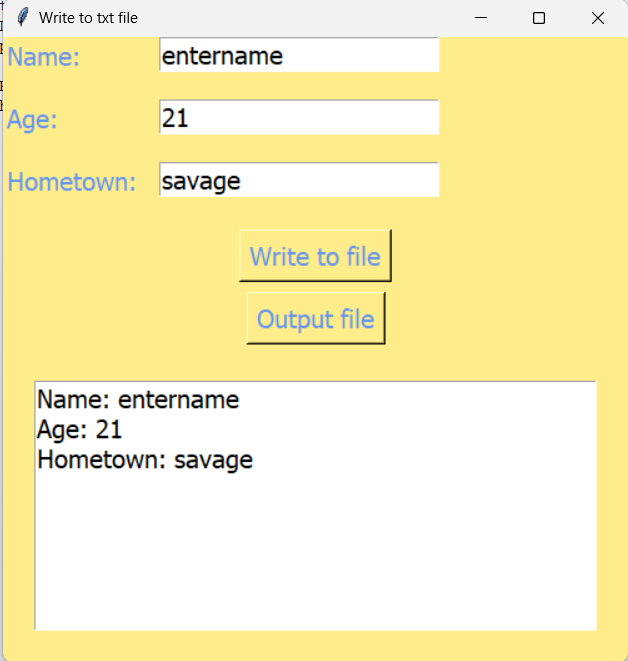 Write to txt file
Name: entername
Age: 21
Hometown: savage
Write to file
Output file
Name: entername
Age: 21
Hometown: savage